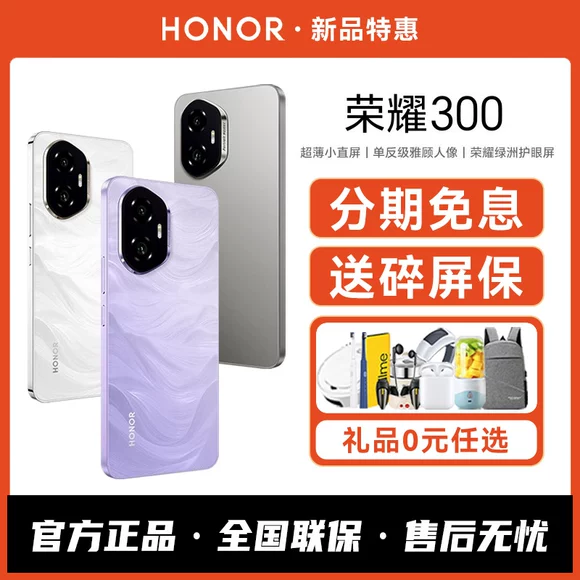 HONOR·新品特惠
荣耀300
超薄小直屏|单反级雅顾人像|荣耀绿洲护眼屏
分期免息
送碎屏保
realme
礼品0元任选
HONOR
HONOR
官方正品·全国联保·售后无忧